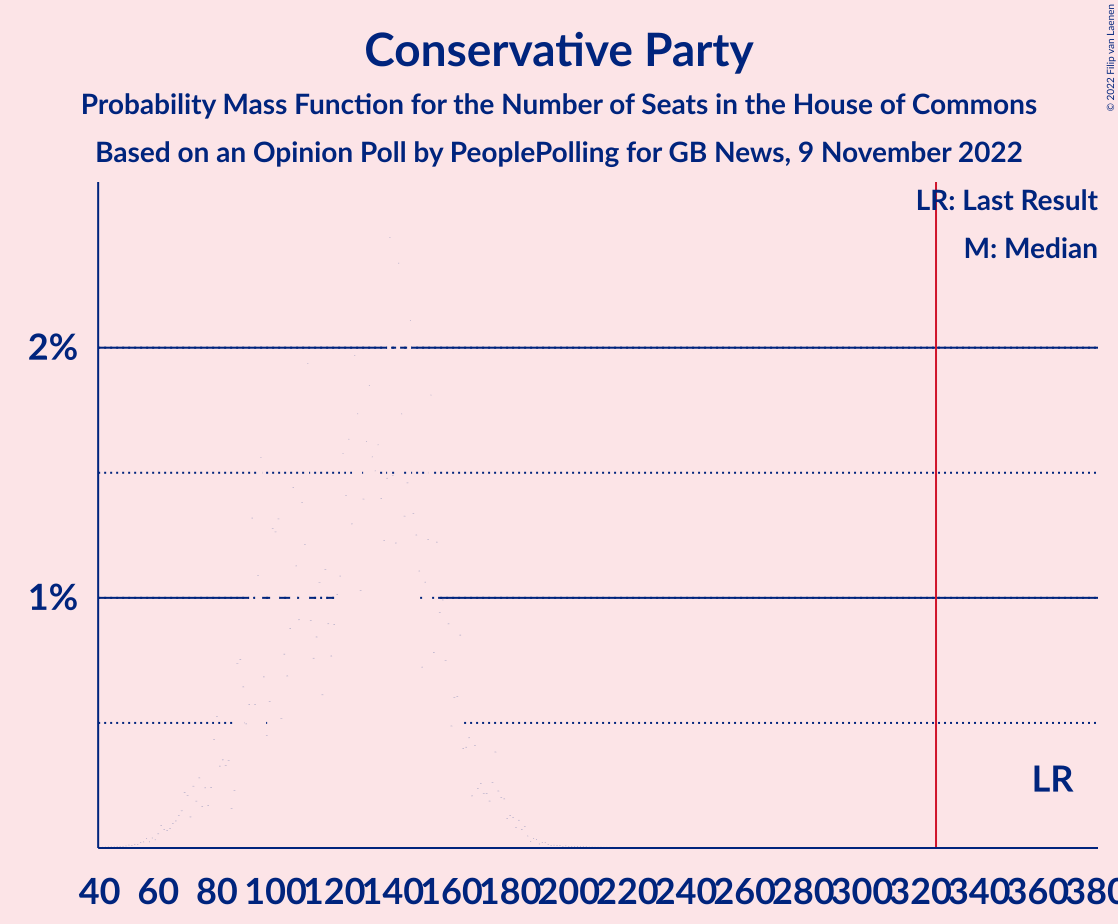 Conservative Party
Probability Mass Function for the Number of Seats in the House of Commons
Based on an Opinion Poll by PeoplePolling for GB News, 9 November 2022
© 2022 Filip van Laenen
LR: Last Result
M: Median
2%
1%
LR
40 60 80 100 120 140 160 180 200 220 240 260 280 300 320 340 360 380